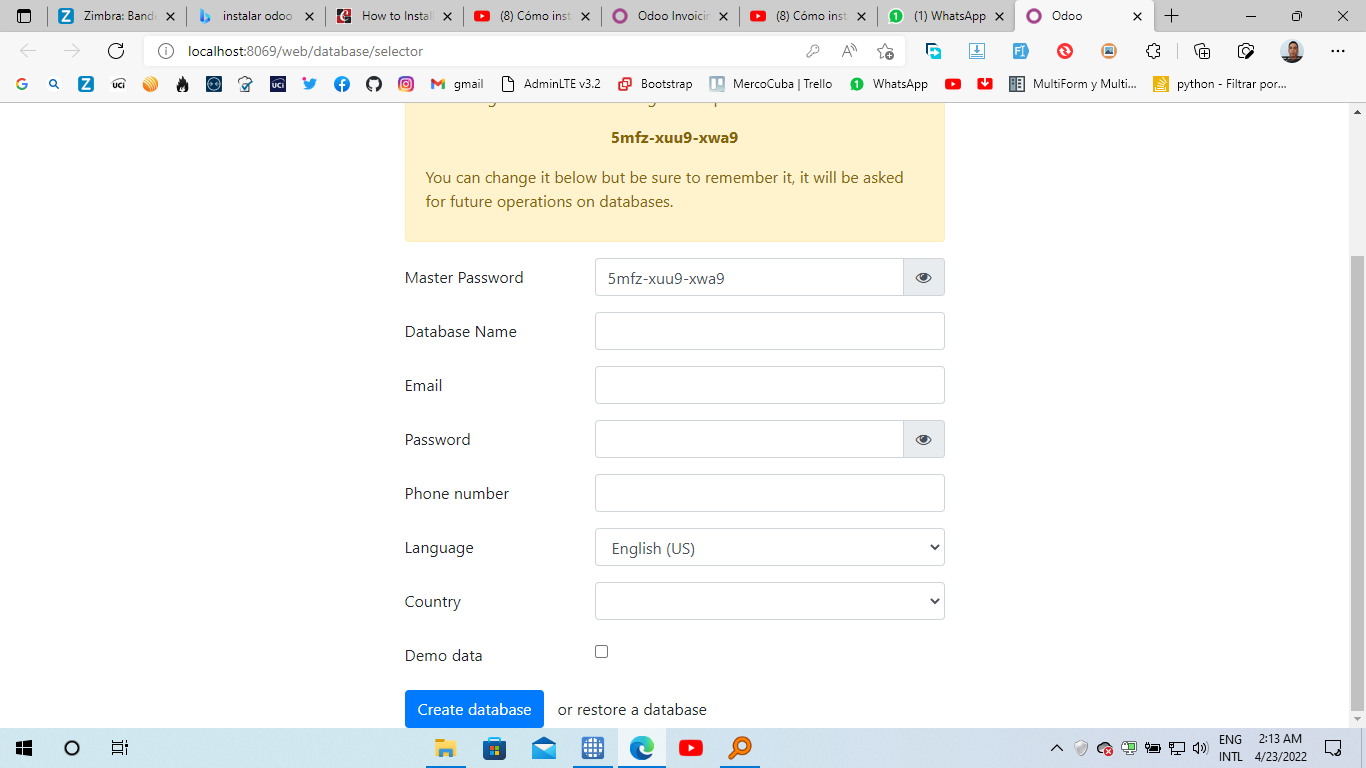 Zimbra: Band
instalar odoo
How to Install
(8) Cómo inst
Odoo Invoicin
(8) Cómo inst
(1) WhatsApp
Odoo
localhost:8069/web/database/selector
gmail
AdminLTE v3.2
Bootstrap
MercoCuba | Trello
WhatsApp
MultiForm y Multi...
python - Filtrar por...
5mfz-xuu9-xwa9
You can change it below but be sure to remember it, it will be asked
for future operations on databases.
Master Password
5mfz-xuu9-xwa9
Database Name
Email
Password
Phone number
Language
English (US)
Country
Demo data
Create database or restore a database
ENG
INTL
2:13 AM
4/23/2022